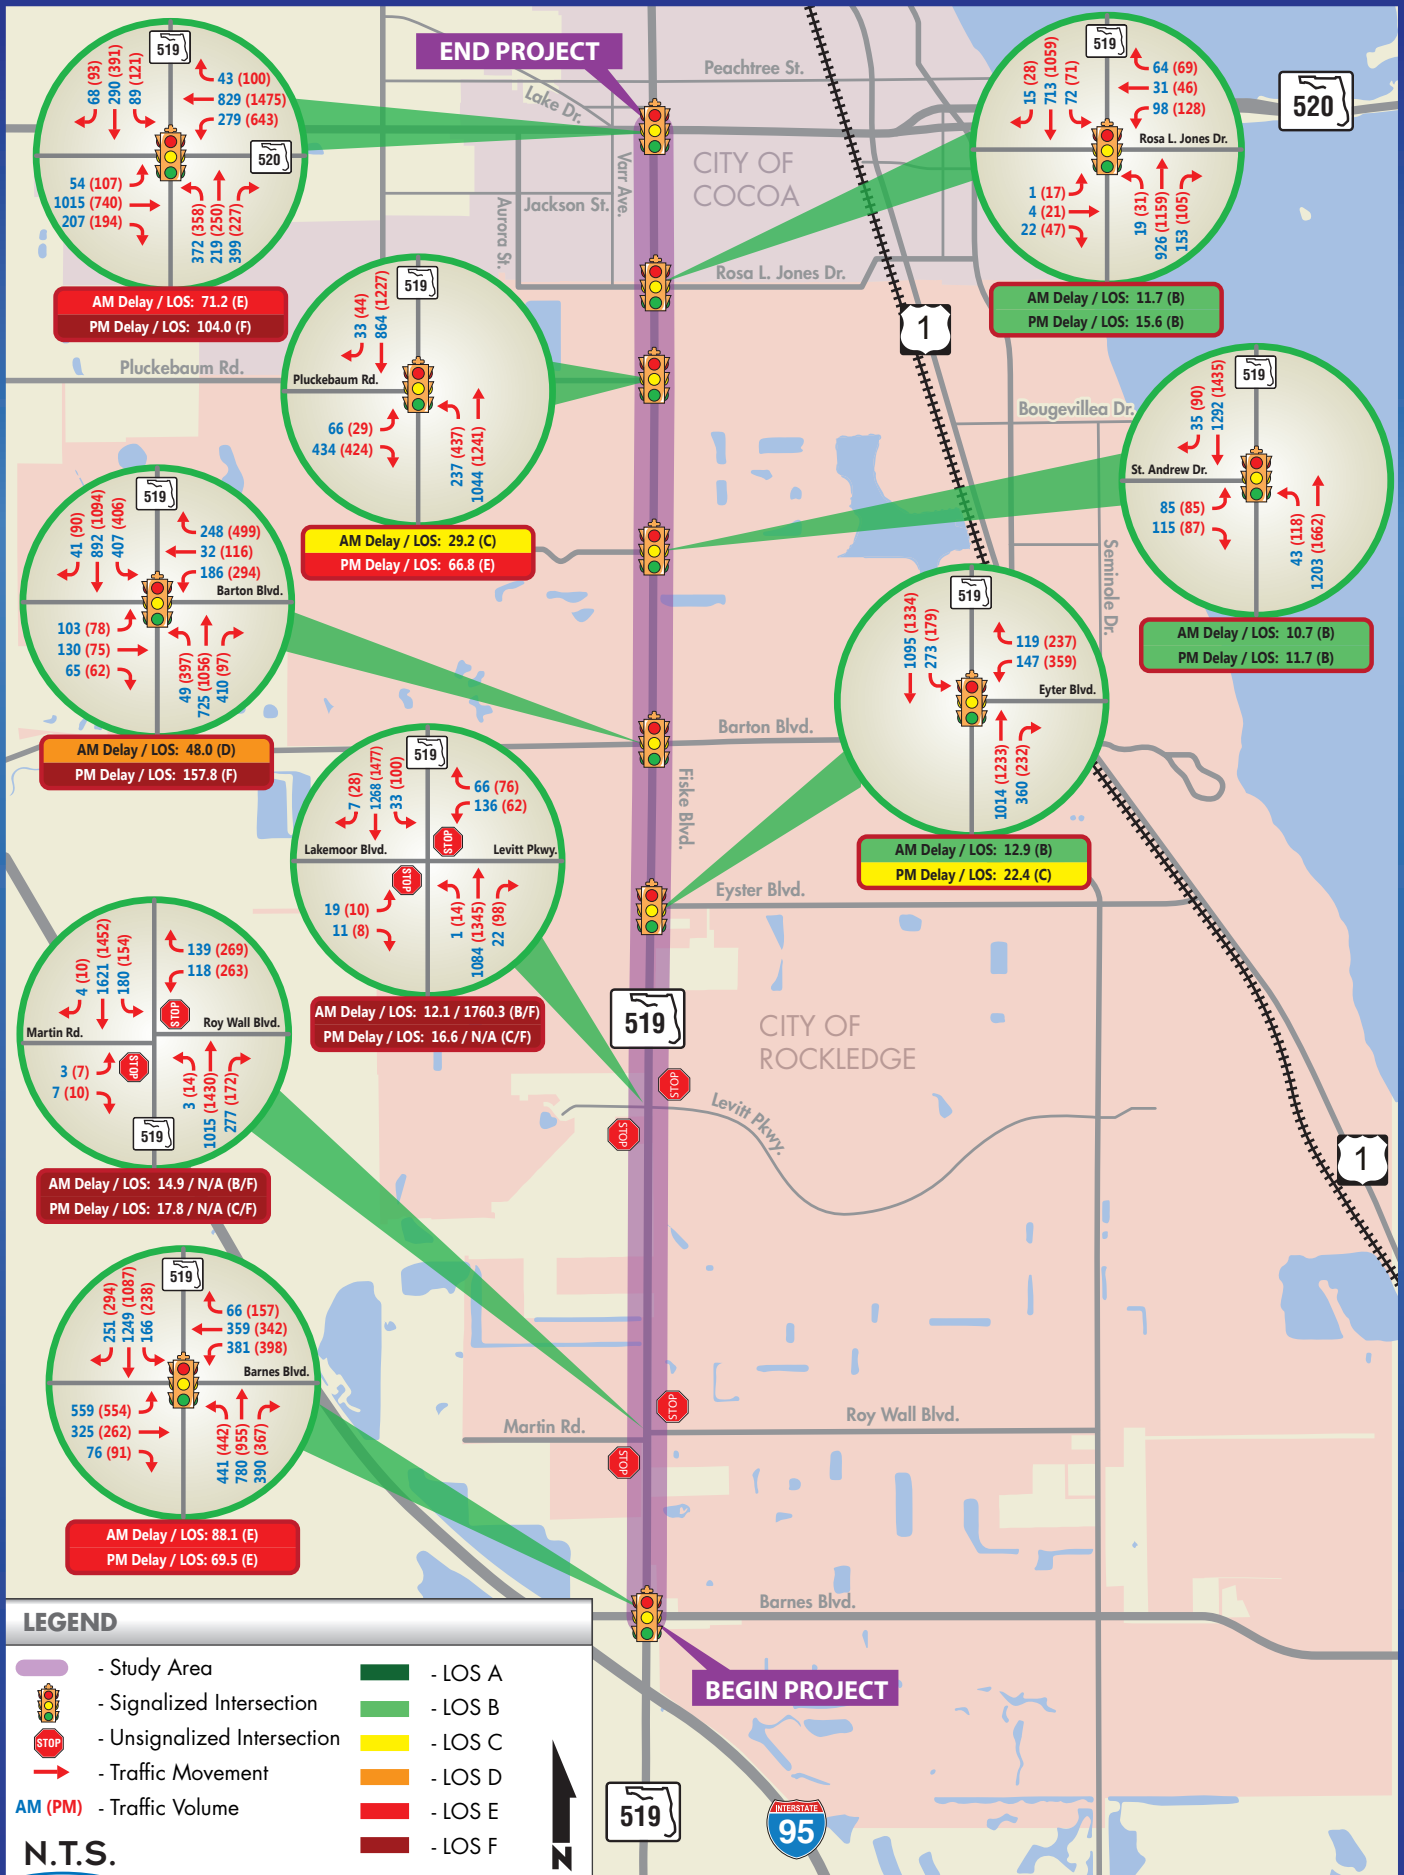 END PROJECT
Peachtree St.
Lake Dr.
520
CITY OF
COCOA
Varr Ave.
Jackson St.
Aurora St.
Rosa L. Jones Dr.
1
Pluckebaum Rd.
Bougevillea Dr.
Seminole Dr.
Barton Blvd.
Fiske Blvd.
Eyster Blvd.
519
CITY OF
ROCKLEDGE
STOP
STOP
Levitt Pkwy.
1
STOP
Martin Rd.
Roy Wall Blvd.
STOP
Barnes Blvd.
BEGIN PROJECT
519
INTERSTATE
95
519
68 (93)
290 (391)
89 (121)
43 (100)
829 (1475)
279 (643)
520
54 (107)
1015 (740)
207 (194)
372 (358)
219 (250)
399 (227)
AM Delay / LOS: 71.2 (E)
PM Delay / LOS: 104.0 (F)
519
15 (28)
713 (1059)
72 (71)
64 (69)
31 (46)
98 (128)
Rosa L. Jones Dr.
1 (17)
4 (21)
22 (47)
19 (31)
926 (1159)
153 (105)
AM Delay / LOS: 11.7 (B)
PM Delay / LOS: 15.6 (B)
519
33 (44)
864 (1227)
Pluckebaum Rd.
66 (29)
434 (424)
237 (437)
1044 (1241)
AM Delay / LOS: 29.2 (C)
PM Delay / LOS: 66.8 (E)
519
35 (90)
1292 (1435)
St. Andrew Dr.
85 (85)
115 (87)
43 (118)
1203 (1662)
AM Delay / LOS: 10.7 (B)
PM Delay / LOS: 11.7 (B)
519
41 (90)
892 (1094)
407 (406)
248 (499)
32 (116)
186 (294)
Barton Blvd.
103 (78)
130 (75)
65 (62)
49 (397)
725 (1056)
410 (97)
AM Delay / LOS: 48.0 (D)
PM Delay / LOS: 157.8 (F)
519
1095 (1334)
273 (179)
119 (237)
147 (359)
Eyter Blvd.
1014 (1233)
360 (232)
AM Delay / LOS: 12.9 (B)
PM Delay / LOS: 22.4 (C)
519
7 (28)
1268 (1477)
33 (100)
66 (76)
136 (62)
STOP
Lakemoor Blvd.
Levitt Pkwy.
STOP
19 (10)
11 (8)
1 (14)
1084 (1345)
22 (98)
AM Delay / LOS: 12.1 / 1760.3 (B/F)
PM Delay / LOS: 16.6 / N/A (C/F)
4 (10)
1621 (1452)
180 (154)
139 (269)
118 (263)
STOP
Martin Rd.
Roy Wall Blvd.
STOP
3 (7)
7 (10)
3 (14)
1015 (1430)
277 (172)
519
AM Delay / LOS: 14.9 / N/A (B/F)
PM Delay / LOS: 17.8 / N/A (C/F)
519
251 (294)
1249 (1087)
166 (238)
66 (157)
359 (342)
381 (398)
Barnes Blvd.
559 (554)
325 (262)
76 (91)
441 (442)
780 (955)
390 (367)
AM Delay / LOS: 88.1 (E)
PM Delay / LOS: 69.5 (E)
LEGEND
- Study Area
- Signalized Intersection
STOP - Unsignalized Intersection
- Traffic Movement
AM (PM) - Traffic Volume
- LOS A
- LOS B
- LOS C
- LOS D
- LOS E
- LOS F
N.T.S.
N